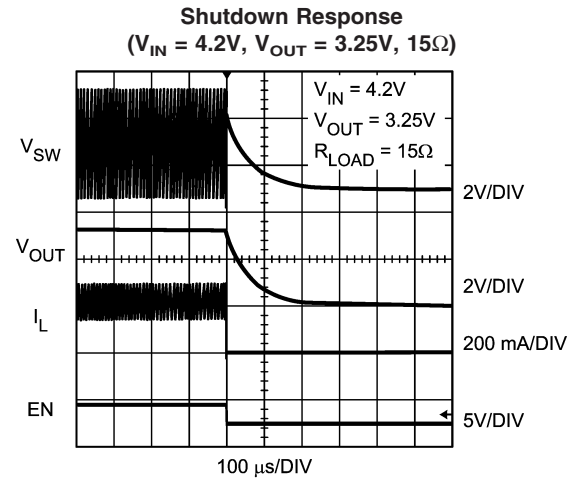 Shutdown Response
(VIN = 4.2V, VOUT = 3.25V, 15Ω)
VIN = 4.2V
VOUT = 3.25V
RLOAD = 15Ω
VSW
2V/DIV
VOUT
2V/DIV
IL
200 mA/DIV
EN
5V/DIV
100 μs/DIV